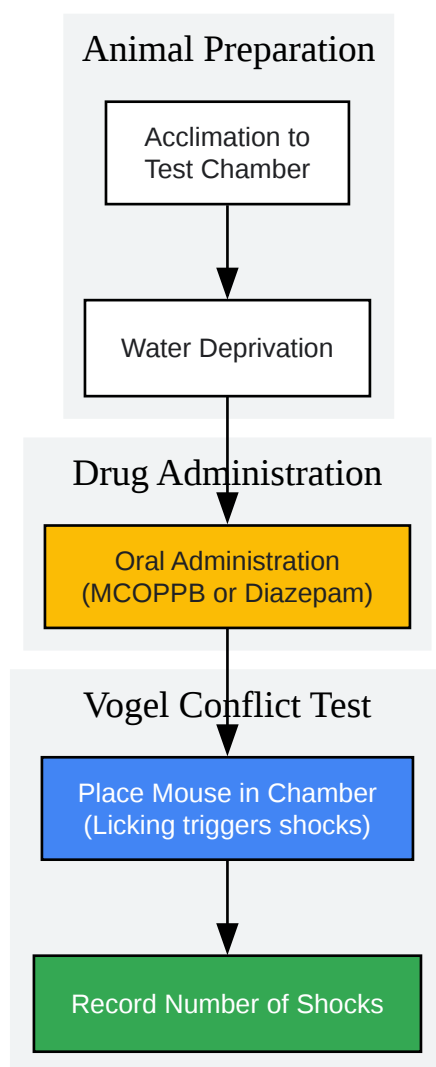 Animal Preparation
Acclimation to
Test Chamber
Water Deprivation
Drug Administration
Oral Administration
(MCOPPB or Diazepam)
Vogel Conflict Test
Place Mouse in Chamber
(Licking triggers shocks)
Record Number of Shocks